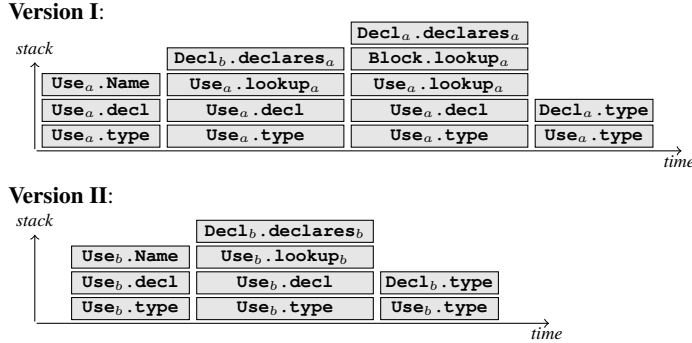 Version I:
stack
Decl_a.declares_a
Decl_b.declares_a Block.lookup_a
Use_a.Name Use_a.lookup_a Use_a.lookup_a
Use_a.decl Use_a.decl Use_a.decl Decl_a.type
Use_a.type Use_a.type Use_a.type Use_a.type
time
Version II:
stack
Decl_b.declares_b
Use_b.Name Use_b.lookup_b
Use_b.decl Use_b.decl Decl_b.type
Use_b.type Use_b.type Use_b.type
time